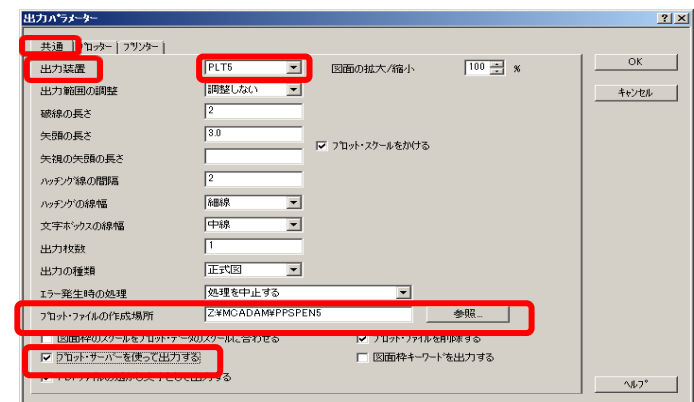 出力パラメーター
共通 プロッター プリンター
出力装置 PLT5 図面の拡大/縮小 100 % OK
出力範囲の調整 調整しない キャンセル
破線の長さ 2
矢頭の長さ 3.0 プロット・スケールをかける
矢視の矢頭の長さ
ハッチング線の間隔 2
ハッチングの線幅 細線
文字ボックスの線幅 中線
出力枚数 1
出力の種類 正式図
エラー発生時の処理 処理を中止する
プロット・ファイルの作成場所 Z:¥MCADAM¥PPSPEN5 参照...
図面枠のスケールをプロット・データのスケールに合わせる プロット・ファイルを削除する
プロット・サーバーを使って出力する 図面枠キーワードを出力する
ヘルプ